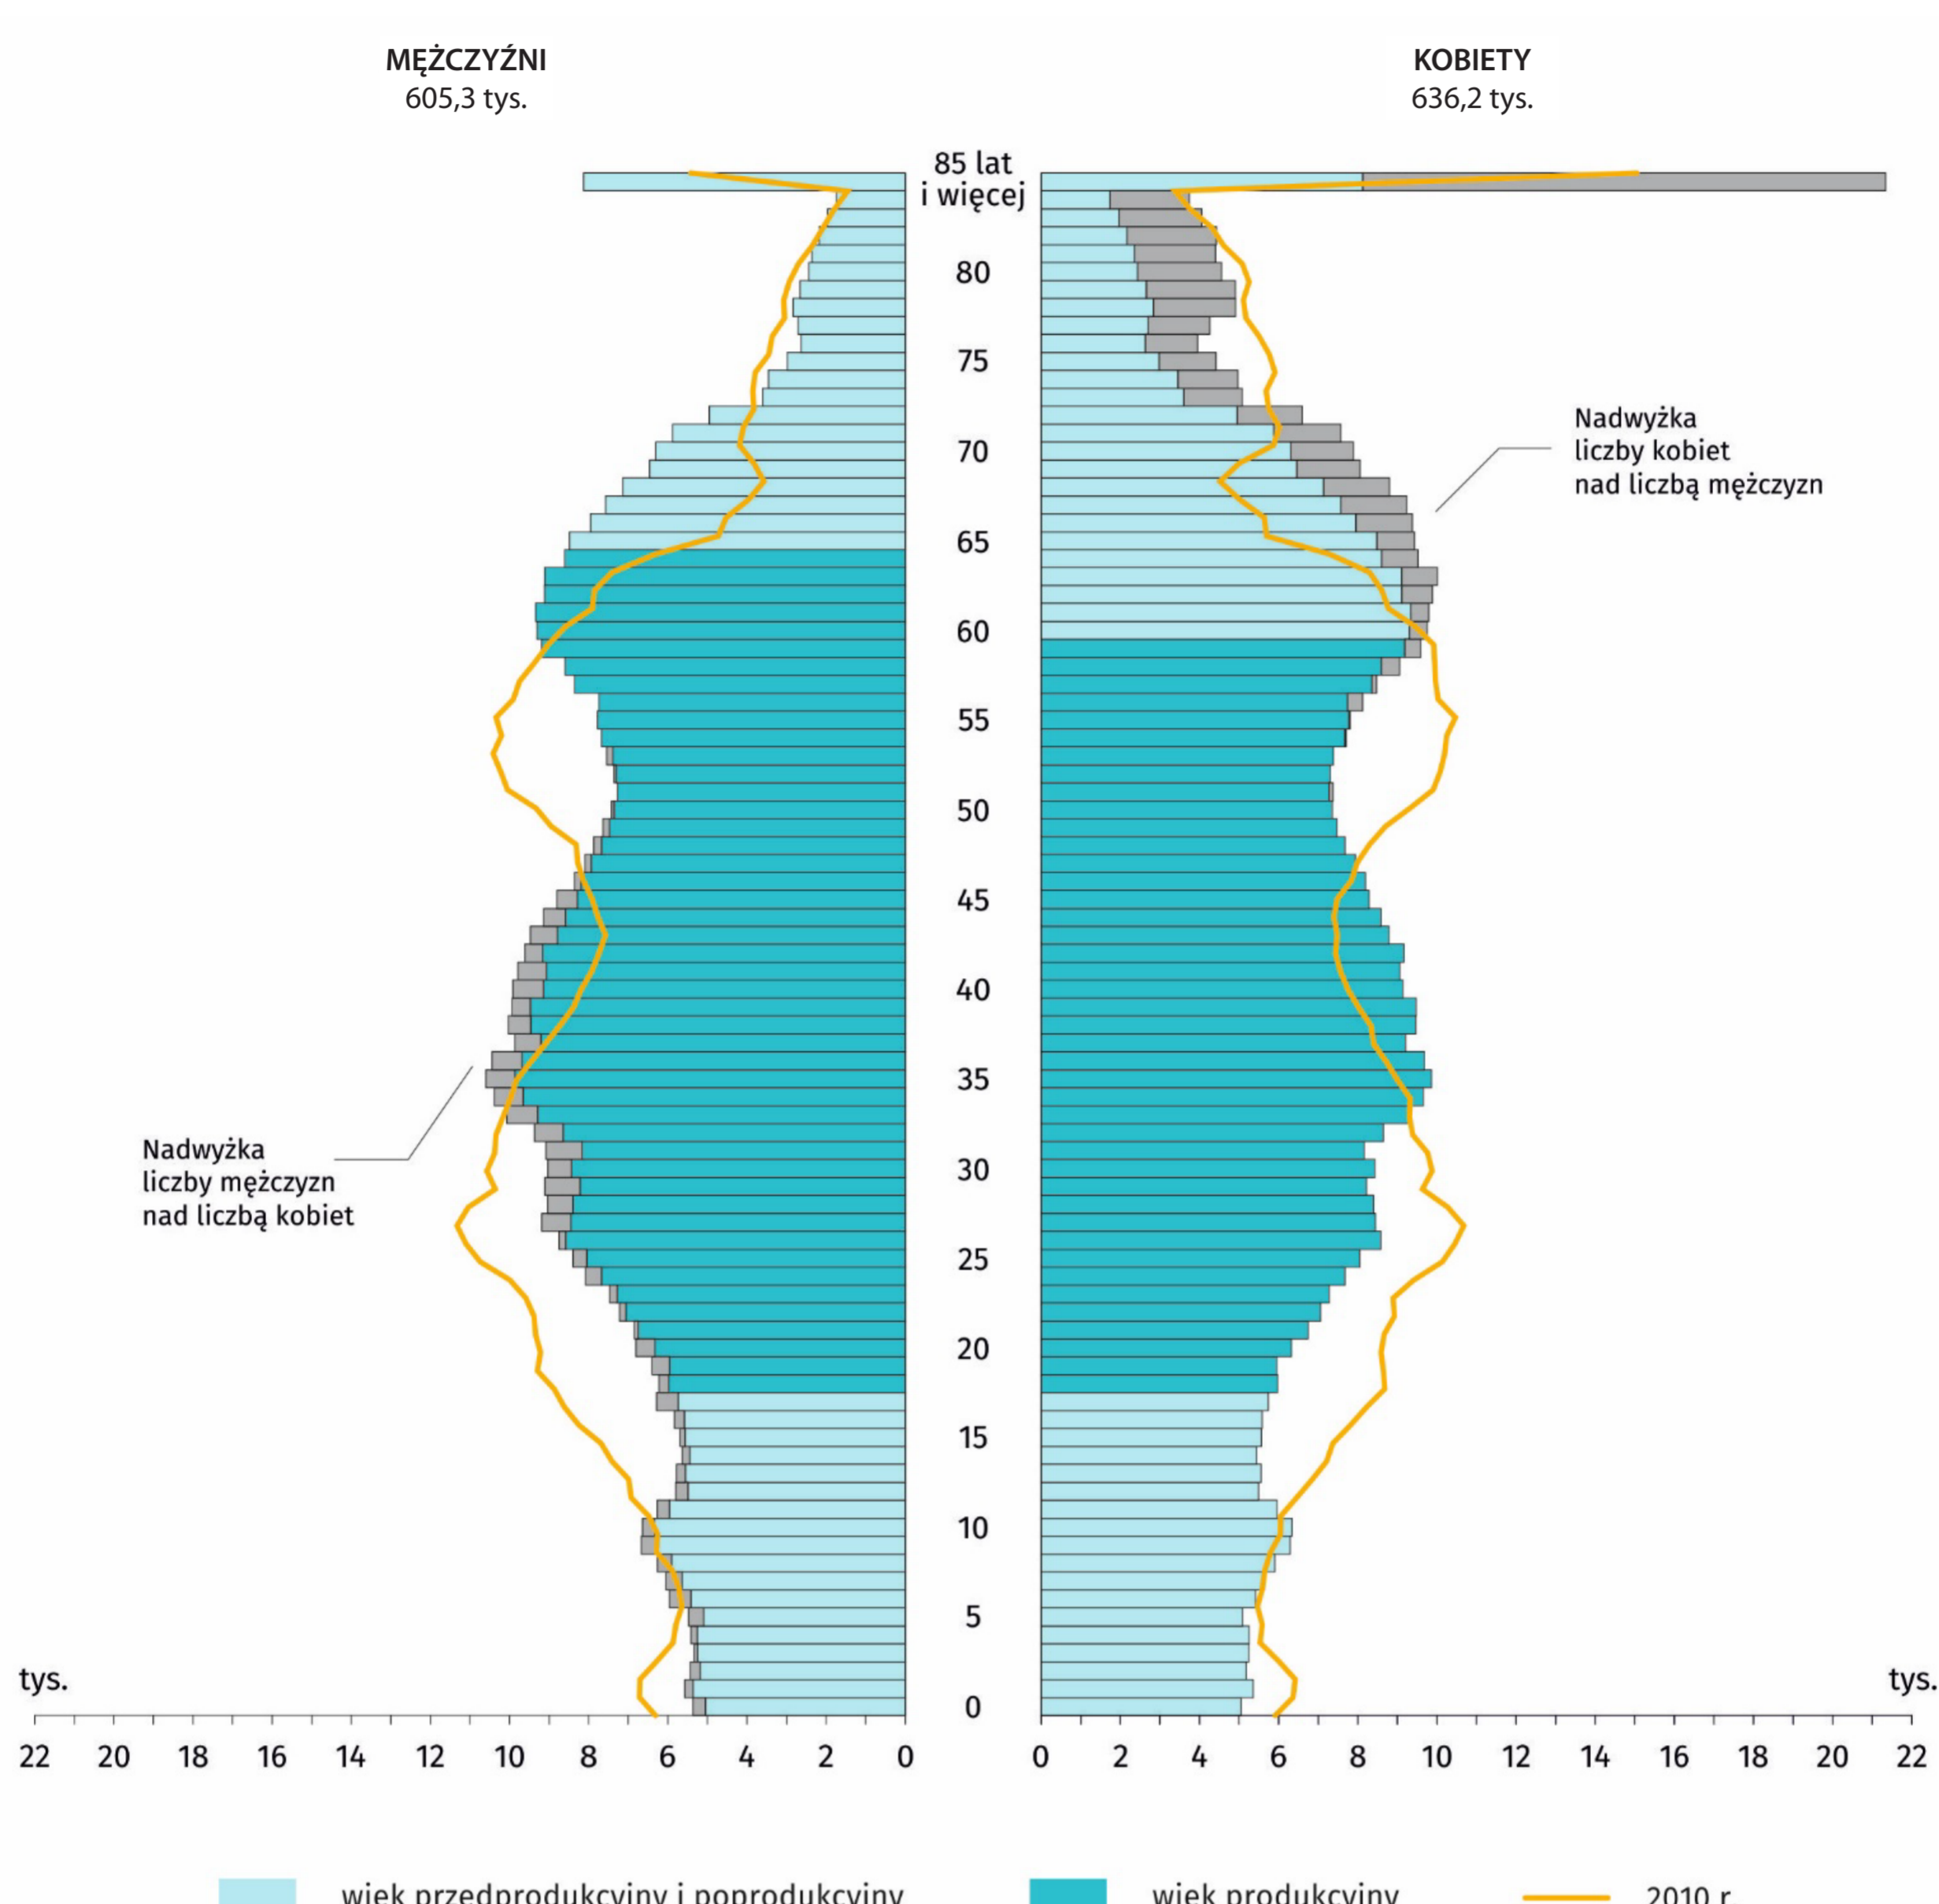 MĘŻCZYŹNI
605,3 tys.
KOBIETY
636,2 tys.
85 lat
i więcej
80
75
70
65
60
55
50
45
40
35
30
25
20
15
10
5
0
Nadwyżka
liczby kobiet
nad liczbą mężczyzn
Nadwyżka
liczby mężczyzn
nad liczbą kobiet
tys.
tys.
22 20 18 16 14 12 10 8 6 4 2 0
0 2 4 6 8 10 12 14 16 18 20 22
wiek przedprodukcyjny i poprodukcyjny
wiek produkcyjny
2010 r.